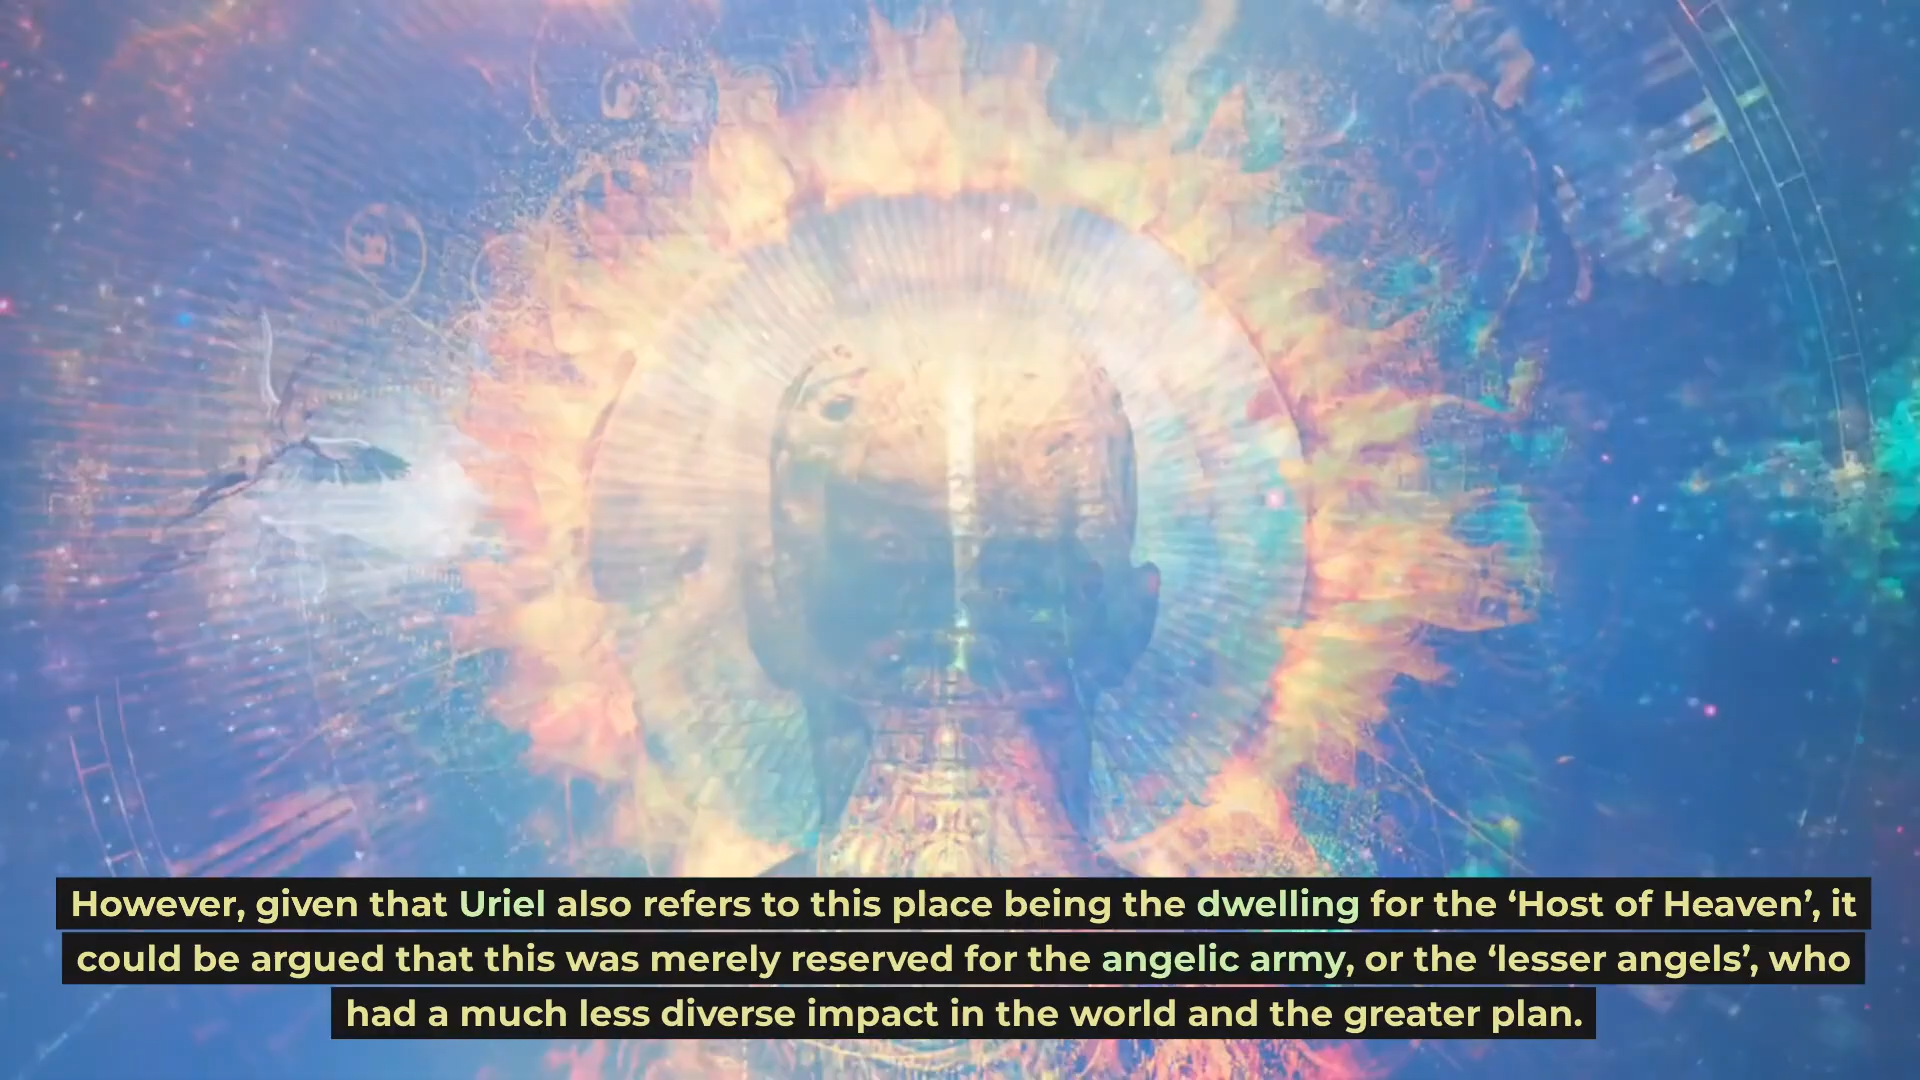 However, given that Uriel also refers to this place being the dwelling for the ‘Host of Heaven’, it
could be argued that this was merely reserved for the angelic army, or the ‘lesser angels’, who
had a much less diverse impact in the world and the greater plan.